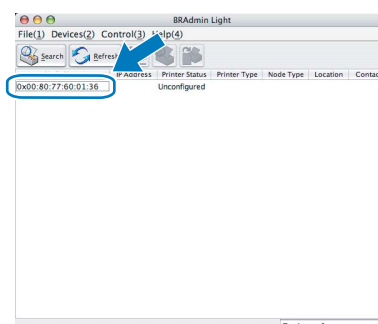 BRAdmin Light
File(1) Devices(2) Control(3) Help(4)
Search Refresh
IP Address Printer Status Printer Type Node Type Location Contac
0x00:80:77:60:01:36 Unconfigured